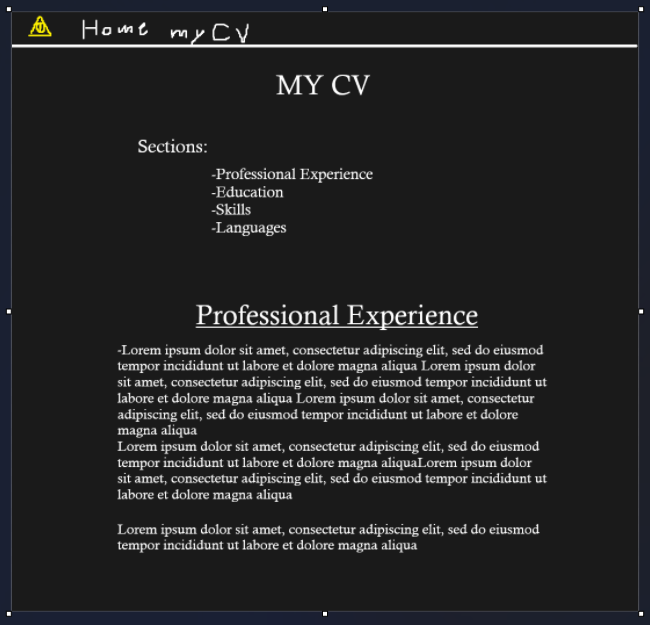 Home my CV
MY CV
Sections:
-Professional Experience
-Education
-Skills
-Languages
Professional Experience
-Lorem ipsum dolor sit amet, consectetur adipiscing elit, sed do eiusmod
tempor incididunt ut labore et dolore magna aliqua Lorem ipsum dolor
sit amet, consectetur adipiscing elit, sed do eiusmod tempor incididunt ut
labore et dolore magna aliqua Lorem ipsum dolor sit amet, consectetur
adipiscing elit, sed do eiusmod tempor incididunt ut labore et dolore
magna aliqua
Lorem ipsum dolor sit amet, consectetur adipiscing elit, sed do eiusmod
tempor incididunt ut labore et dolore magna aliquaLorem ipsum dolor
sit amet, consectetur adipiscing elit, sed do eiusmod tempor incididunt ut
labore et dolore magna aliqua
Lorem ipsum dolor sit amet, consectetur adipiscing elit, sed do eiusmod
tempor incididunt ut labore et dolore magna aliqua